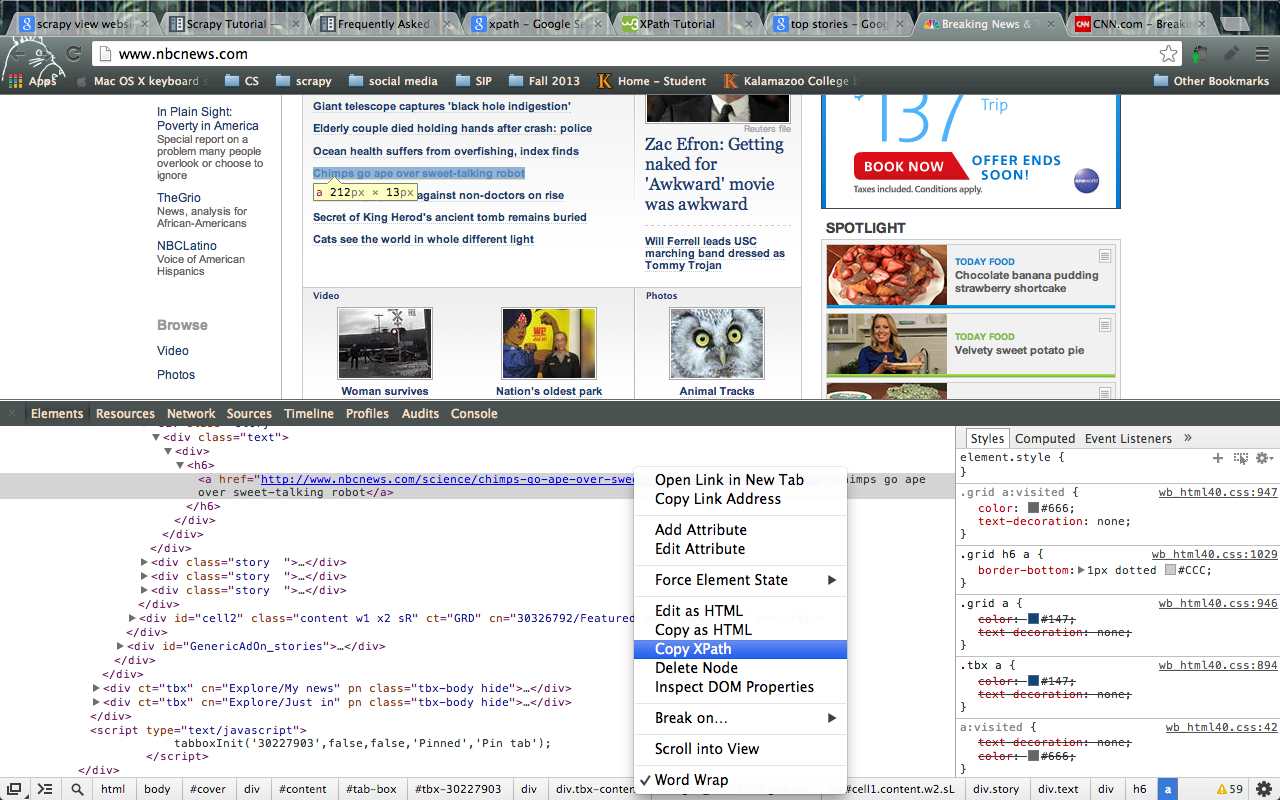 scrapy view webs
Scrapy Tutorial —
Frequently Asked
xpath - Google Se
XPath Tutorial
top stories - Goog
Breaking News & T
CNN.com - Breakin
www.nbcnews.com
Apps
Mac OS X keyboard s
CS
scrapy
social media
SIP
Fall 2013
Home - Student
Kalamazoo College
Other Bookmarks
In Plain Sight:
Poverty in America
Special report on a
problem many people
overlook or choose to
ignore
TheGrio
News, analysis for
African-Americans
NBCLatino
Voice of American
Hispanics
Browse
Video
Photos
Giant telescope captures 'black hole indigestion'
Elderly couple died holding hands after crash: police
Ocean health suffers from overfishing, index finds
Chimps go ape over sweet-talking robot
a 212px × 13px
against non-doctors on rise
Secret of King Herod's ancient tomb remains buried
Cats see the world in whole different light
Reuters file
Zac Efron: Getting
naked for
'Awkward' movie
was awkward
Will Ferrell leads USC
marching band dressed as
Tommy Trojan
Video
Woman survives
Nation's oldest park
Photos
Animal Tracks
$137 Trip
BOOK NOW
OFFER ENDS
SOON!
Taxes included. Conditions apply.
oneworld
SPOTLIGHT
TODAY FOOD
Chocolate banana pudding
strawberry shortcake
TODAY FOOD
Velvety sweet potato pie
× Elements Resources Network Sources Timeline Profiles Audits Console
▼<div class="text">
▼<div>
▼<h6>
<a href="http://www.nbcnews.com/science/chimps-go-ape-over-swe
himps go ape
over sweet-talking robot</a>
</h6>
</div>
</div>
</div>
▶<div class="story  ">…</div>
▶<div class="story  ">…</div>
▶<div class="story  ">…</div>
</div>
▶<div id="cell2" class="content w1 x2 sR" ct="GRD" cn="30326792/Featured
</div>
▶<div id="GenericAdOn_stories">…</div>
</div>
</div>
▶<div ct="tbx" cn="Explore/My news" pn class="tbx-body hide">…</div>
▶<div ct="tbx" cn="Explore/Just in" pn class="tbx-body hide">…</div>
</div>
<script type="text/javascript">
tabboxInit('30227903',false,false,'Pinned','Pin tab');
</script>
</div>
Open Link in New Tab
Copy Link Address
Add Attribute
Edit Attribute
Force Element State ▶
Edit as HTML
Copy as HTML
Copy XPath
Delete Node
Inspect DOM Properties
Break on... ▶
Scroll into View
✓ Word Wrap
Styles Computed Event Listeners »
element.style {
}
.grid a:visited { wb_html40.css:947
color: #666;
text-decoration: none;
}
.grid h6 a { wb_html40.css:1029
border-bottom:▶1px dotted #CCC;
}
.grid a { wb_html40.css:946
color: #147;
text-decoration: none;
}
.tbx a { wb_html40.css:894
color: #147;
text-decoration: none;
}
a:visited { wb_html40.css:42
text-decoration: none;
color: #666;
}
html body #cover div #content #tab-box #tbx-30227903 div div.tbx-conten #cell1.content.w2.sL div.story div.text div h6 a
59